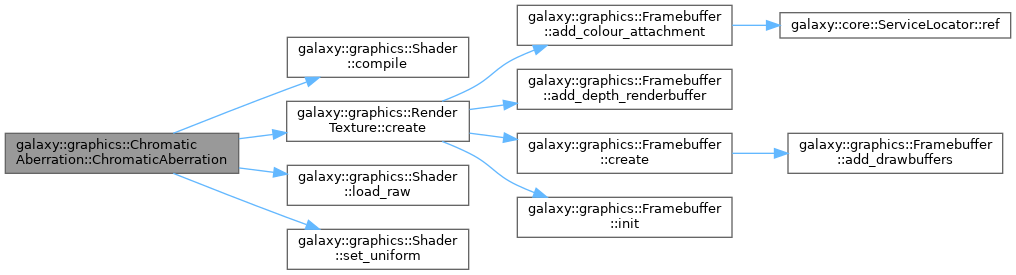 galaxy::graphics::Chromatic
Aberration::ChromaticAberration
galaxy::graphics::Shader
::compile
galaxy::graphics::Render
Texture::create
galaxy::graphics::Shader
::load_raw
galaxy::graphics::Shader
::set_uniform
galaxy::graphics::Framebuffer
::add_colour_attachment
galaxy::graphics::Framebuffer
::add_depth_renderbuffer
galaxy::graphics::Framebuffer
::create
galaxy::graphics::Framebuffer
::init
galaxy::core::ServiceLocator::ref
galaxy::graphics::Framebuffer
::add_drawbuffers